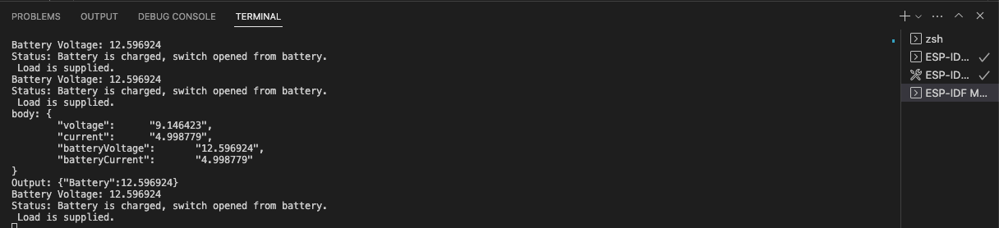 PROBLEMS OUTPUT DEBUG CONSOLE TERMINAL
Battery Voltage: 12.596924
Status: Battery is charged, switch opened from battery.
Load is supplied.
Battery Voltage: 12.596924
Status: Battery is charged, switch opened from battery.
Load is supplied.
body: {
"voltage": "9.146423",
"current": "4.998779",
"batteryVoltage": "12.596924",
"batteryCurrent": "4.998779"
}
Output: {"Battery":12.596924}
Battery Voltage: 12.596924
Status: Battery is charged, switch opened from battery.
Load is supplied.
zsh
ESP-ID...
ESP-ID...
ESP-IDF M...